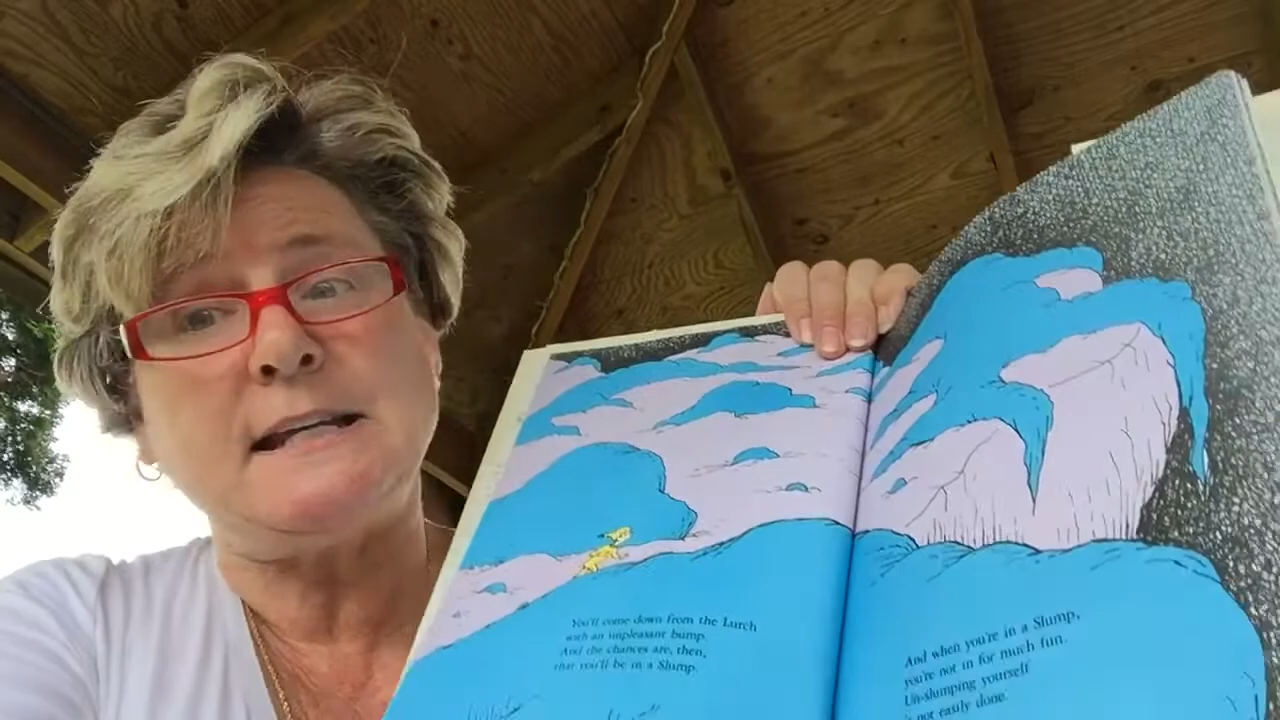 You'll come down from the Lurch
with an unpleasant bump.
And the chances are, then,
that you'll be in a Slump.
And when you're in a Slump,
you're not in for much fun.
Un-slumping yourself
is not easily done.